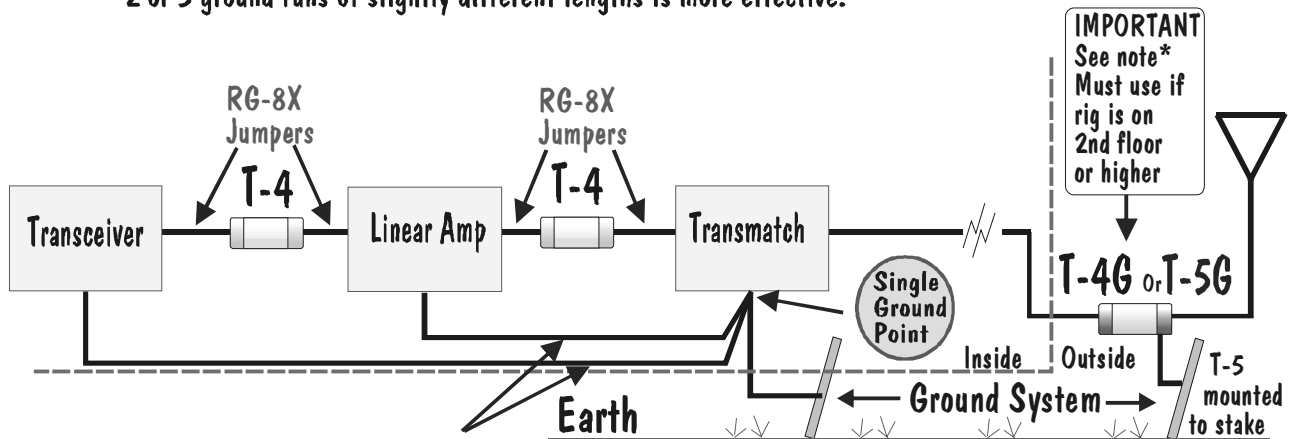 2 or 3 ground runs of slightly different lengths is more effective.
IMPORTANT
See note*
Must use if
rig is on
2nd floor
or higher
RG-8X
Jumpers
RG-8X
Jumpers
T-4
T-4
Transceiver
Linear Amp
Transmatch
T-4G Or T-5G
Single
Ground
Point
Inside
Outside
T-5
mounted
to stake
Ground System
Earth